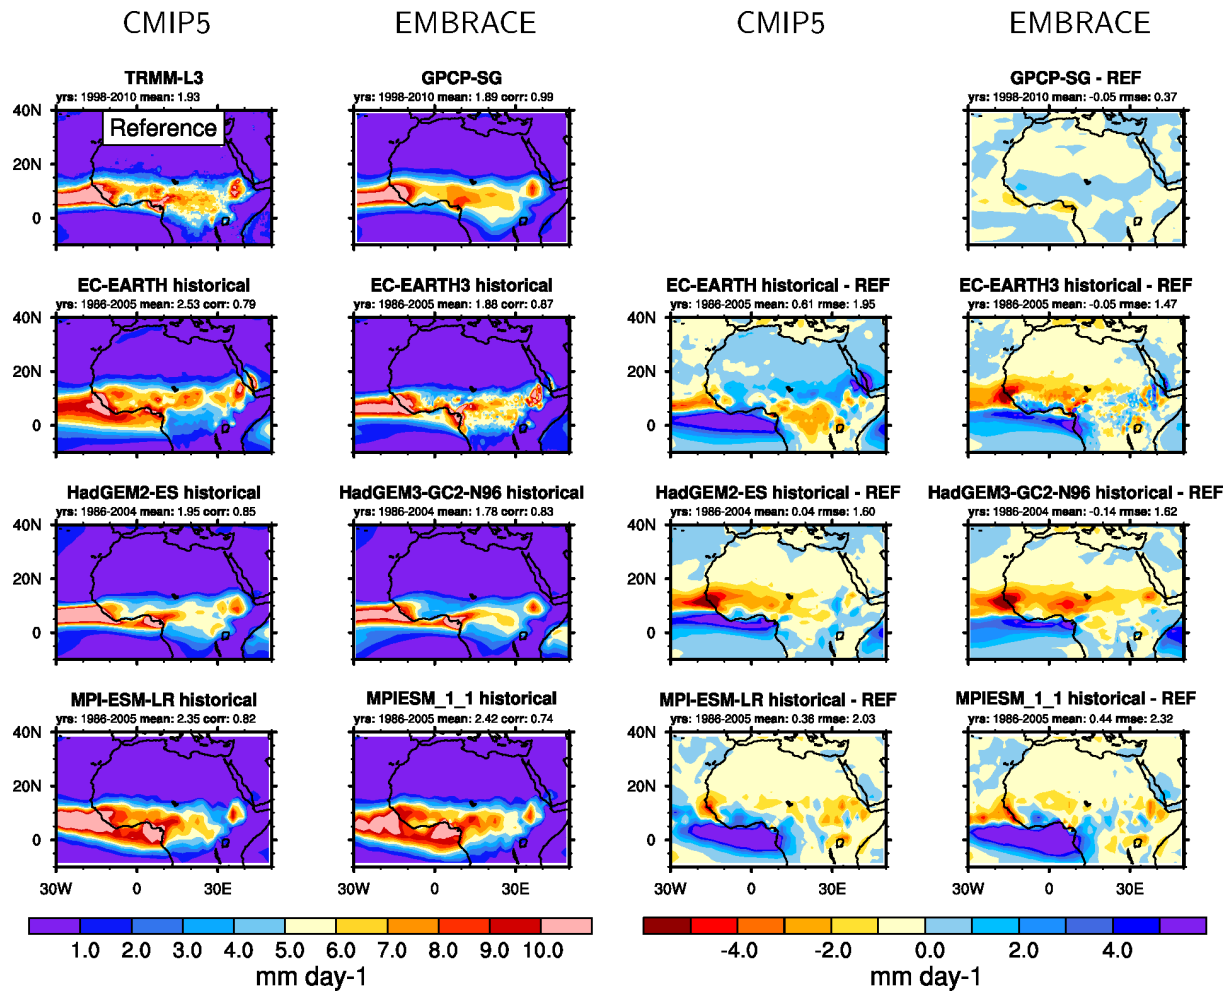 CMIP5 EMBRACE CMIP5 EMBRACE
TRMM-L3 GPCP-SG GPCP-SG - REF
yrs: 1998-2010 mean: 1.93 yrs: 1998-2010 mean: 1.89 corr: 0.99 yrs: 1998-2010 mean: -0.05 rmse: 0.37
40N 40N
Reference
20N 20N
0 0
EC-EARTH historical EC-EARTH3 historical EC-EARTH historical - REF EC-EARTH3 historical - REF
yrs: 1986-2005 mean: 2.53 corr: 0.79 yrs: 1986-2005 mean: 1.88 corr: 0.87 yrs: 1986-2005 mean: 0.61 rmse: 1.95 yrs: 1986-2005 mean: -0.05 rmse: 1.47
40N 40N
20N 20N
0 0
HadGEM2-ES historical HadGEM3-GC2-N96 historical HadGEM2-ES historical - REF HadGEM3-GC2-N96 historical - REF
yrs: 1986-2004 mean: 1.95 corr: 0.85 yrs: 1986-2004 mean: 1.78 corr: 0.83 yrs: 1986-2004 mean: 0.04 rmse: 1.60 yrs: 1986-2004 mean: -0.14 rmse: 1.62
40N 40N
20N 20N
0 0
MPI-ESM-LR historical MPIESM_1_1 historical MPI-ESM-LR historical - REF MPIESM_1_1 historical - REF
yrs: 1986-2005 mean: 2.35 corr: 0.82 yrs: 1986-2005 mean: 2.42 corr: 0.74 yrs: 1986-2005 mean: 0.36 rmse: 2.03 yrs: 1986-2005 mean: 0.44 rmse: 2.32
40N 40N
20N 20N
0 0
30W 0 30E 0 30E 30W 0 30E 0 30E
1.0 2.0 3.0 4.0 5.0 6.0 7.0 8.0 9.0 10.0 -4.0 -2.0 0.0 2.0 4.0
mm day-1 mm day-1